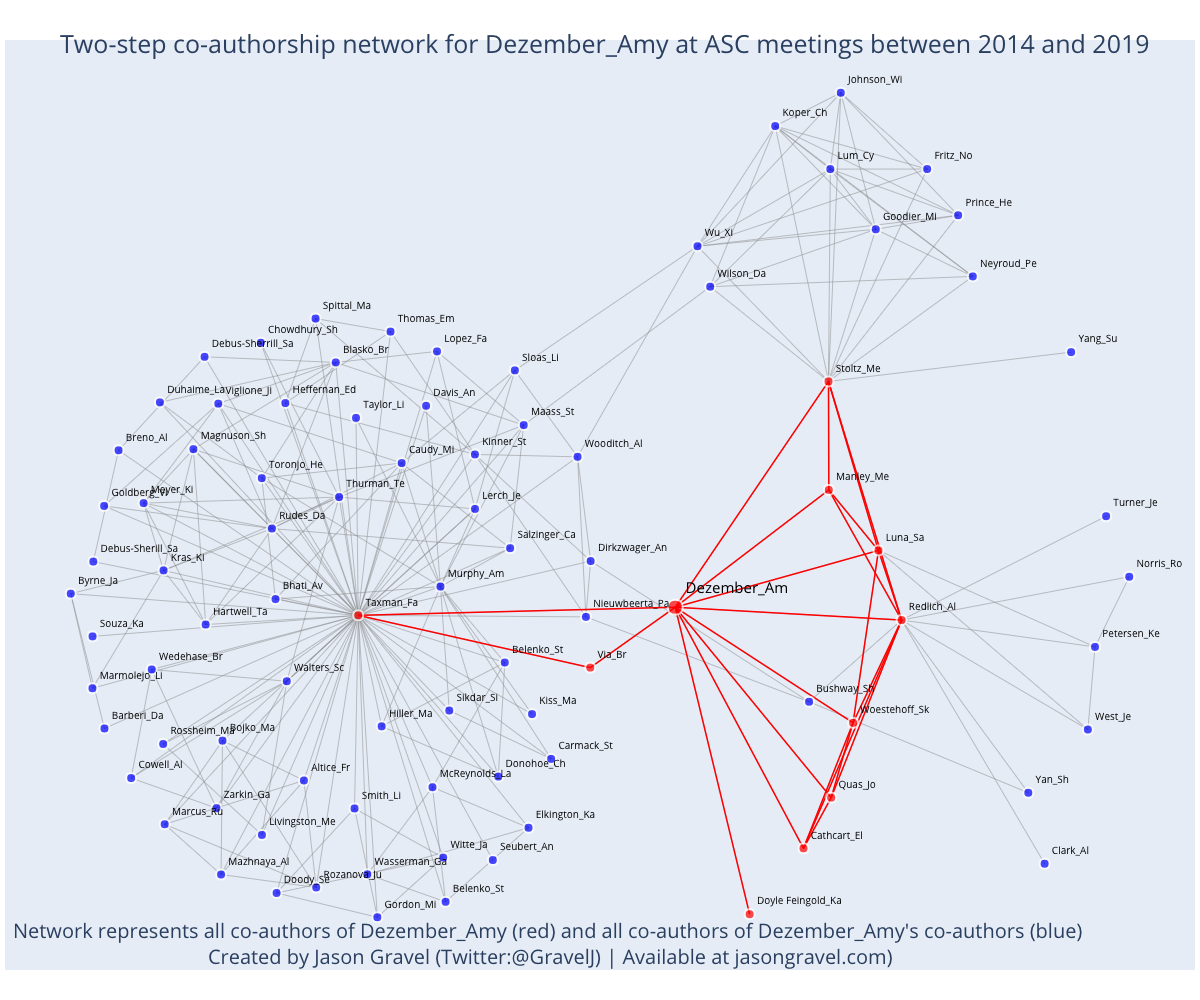 Two-step co-authorship network for Dezember_Amy at ASC meetings between 2014 and 2019
Johnson_Wi
Koper_Ch
Lum_Cy
Fritz_No
Prince_He
Goodier_Mi
Wu_Xi
Neyroud_Pe
Wilson_Da
Spittal_Ma
Thomas_Em
Chowdhury_Sh
Debus-Sherrill_Sa
Blasko_Br
Lopez_Fa
Yang_Su
Sloas_Li
Stoltz_Me
Duhaime_La
Viglione_Ji
Heffernan_Ed
Davis_An
Taylor_Li
Maass_St
Breno_Al
Magnuson_Sh
Caudy_Mi
Kinner_St
Wooditch_Al
Toronjo_He
Manley_Me
Goldberg_Vi
Meyer_Ki
Thurman_Te
Lerch_Je
Turner_Je
Rudes_Da
Salzinger_Ca
Luna_Sa
Debus-Sherill_Sa
Kras_Ki
Dirkzwager_An
Norris_Ro
Byrne_Ja
Bhati_Av
Murphy_Am
Dezember_Am
Hartwell_Ta
Taxman_Fa
Nieuwbeerta_Pa
Redlich_Al
Souza_Ka
Petersen_Ke
Wedehase_Br
Belenko_St
Via_Br
Marmolejo_Li
Walters_Sc
Sikdar_Si
Kiss_Ma
Bushway_Sh
Barberi_Da
Rossheim_Ma
Bojko_Ma
Hiller_Ma
Woestehoff_Sk
West_Je
Carmack_St
Cowell_Al
Altice_Fr
McReynolds_La
Donohoe_Ch
Quas_Jo
Yan_Sh
Zarkin_Ga
Smith_Li
Marcus_Ru
Livingston_Me
Elkington_Ka
Cathcart_El
Mazhnaya_Al
Wasserman_Ga
Witte_Ja
Seubert_An
Clark_Al
Doody_Se
Rozanova_Ju
Belenko_St
Gordon_Mi
Doyle Feingold_Ka
Network represents all co-authors of Dezember_Amy (red) and all co-authors of Dezember_Amy's co-authors (blue)
Created by Jason Gravel (Twitter:@GravelJ) | Available at jasongravel.com)